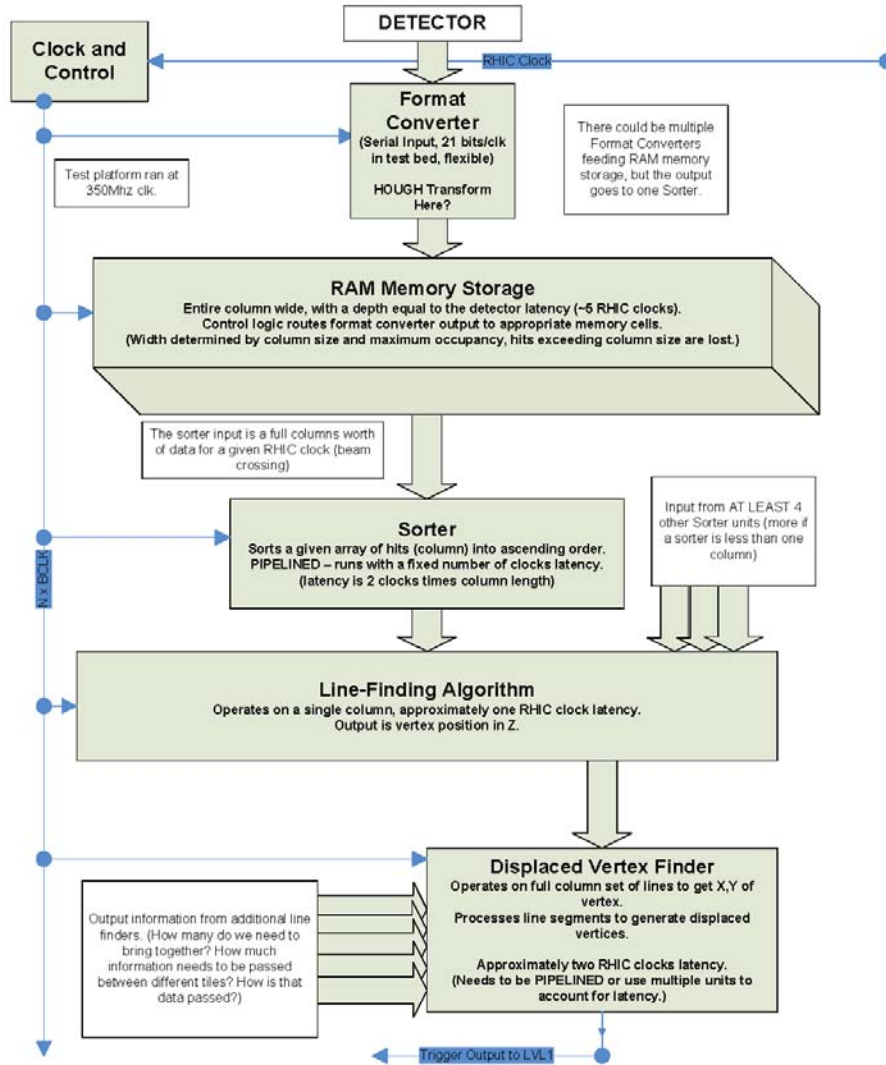 DETECTOR
Clock and
Control
RHIC Clock
Format
Converter
(Serial Input, 21 bits/clk
in test bed, flexible)
HOUGH Transform
Here?
There could be multiple
Format Converters
feeding RAM memory
storage, but the output
goes to one Sorter.
Test platform ran at
350Mhz clk.
RAM Memory Storage
Entire column wide, with a depth equal to the detector latency (~5 RHIC clocks).
Control logic routes format converter output to appropriate memory cells.
(Width determined by column size and maximum occupancy, hits exceeding column size are lost.)
The sorter input is a full columns worth
of data for a given RHIC clock (beam
crossing)
Input from AT LEAST 4
other Sorter units (more if
a sorter is less than one
column)
Sorter
Sorts a given array of hits (column) into ascending order.
PIPELINED – runs with a fixed number of clocks latency.
(latency is 2 clocks times column length)
N x BCLK
Line-Finding Algorithm
Operates on a single column, approximately one RHIC clock latency.
Output is vertex position in Z.
Displaced Vertex Finder
Operates on full column set of lines to get X,Y of
vertex.
Processes line segments to generate displaced
vertices.
Approximately two RHIC clocks latency.
(Needs to be PIPELINED or use multiple units to
account for latency.)
Output information from additional line
finders. (How many do we need to
bring together? How much
information needs to be passed
between different tiles? How is that
data passed?)
Trigger Output to LVL1